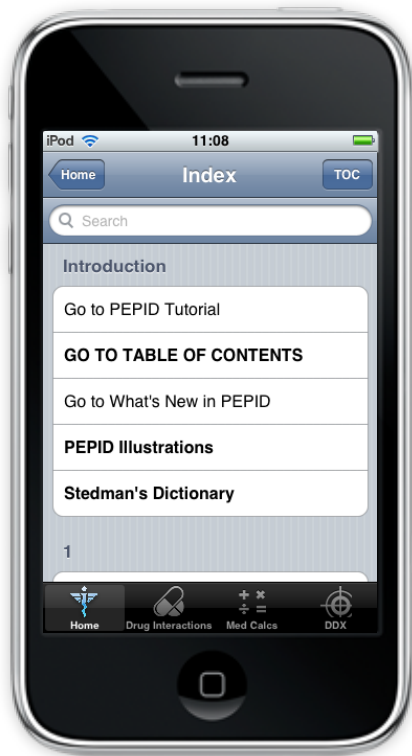 iPod 11:08
Home Index TOC
Search
Introduction
Go to PEPID Tutorial
GO TO TABLE OF CONTENTS
Go to What's New in PEPID
PEPID Illustrations
Stedman's Dictionary
1
Home Drug Interactions Med Calcs DDX